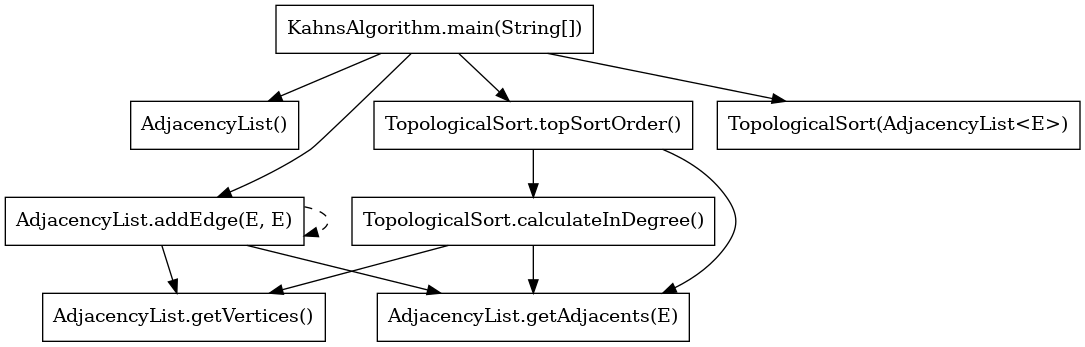 KahnsAlgorithm.main(String[])
AdjacencyList()
TopologicalSort.topSortOrder()
TopologicalSort(AdjacencyList<E>)
AdjacencyList.addEdge(E, E)
TopologicalSort.calculateInDegree()
AdjacencyList.getVertices()
AdjacencyList.getAdjacents(E)